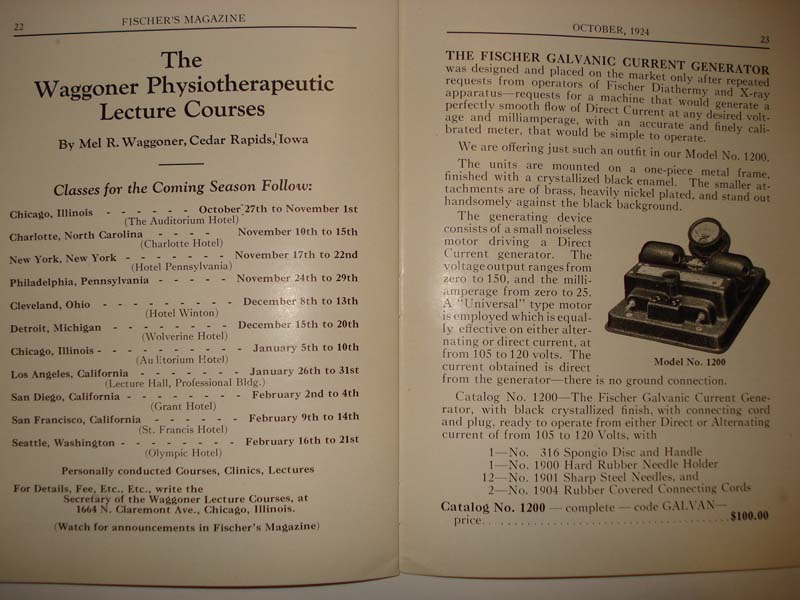 22
FISCHER'S MAGAZINE
The
Waggoner Physiotherapeutic
Lecture Courses
By Mel R. Waggoner, Cedar Rapids, Iowa
Classes for the Coming Season Follow:
Chicago, Illinois - - - - - - October 27th to November 1st
(The Auditorium Hotel)
Charlotte, North Carolina - - - - - November 10th to 15th
(Charlotte Hotel)
New York, New York - - - - - - November 17th to 22nd
(Hotel Pennsylvania)
Philadelphia, Pennsylvania - - - - - November 24th to 29th
Cleveland, Ohio - - - - - - - December 8th to 13th
(Hotel Winton)
Detroit, Michigan - - - - - - - December 15th to 20th
(Wolverine Hotel)
Chicago, Illinois - - - - - - - - January 5th to 10th
(Auditorium Hotel)
Los Angeles, California - - - - - - January 26th to 31st
(Lecture Hall, Professional Bldg.)
San Diego, California - - - - - - - February 2nd to 4th
(Grant Hotel)
San Francisco, California - - - - - - February 9th to 14th
(St. Francis Hotel)
Seattle, Washington - - - - - - - February 16th to 21st
(Olympic Hotel)
Personally conducted Courses, Clinics, Lectures
For Details, Fee, Etc., Etc., write the
Secretary of the Waggoner Lecture Courses, at
1664 N. Claremont Ave., Chicago, Illinois.
(Watch for announcements in Fischer's Magazine)
OCTOBER, 1924
23
THE FISCHER GALVANIC CURRENT GENERATOR
was designed and placed on the market only after repeated
requests from operators of Fischer Diathermy and X-ray
apparatus—requests for a machine that would generate a
perfectly smooth flow of Direct Current at any desired volt-
age and milliamperage, with an accurate and finely cali-
brated meter, that would be simple to operate.
We are offering just such an outfit in our Model No. 1200.
The units are mounted on a one-piece metal frame,
finished with a crystallized black enamel. The smaller at-
tachments are of brass, heavily nickel plated, and stand out
handsomely against the black background.
The generating device
consists of a small noiseless
motor driving a Direct
Current generator. The
voltage output ranges from
zero to 150, and the milli-
amperage from zero to 25.
A "Universal" type motor
is employed which is equal-
ly effective on either alter-
nating or direct current, at
from 105 to 120 volts. The
current obtained is direct
from the generator—there is no ground connection.
Model No. 1200
Catalog No. 1200—The Fischer Galvanic Current Gene-
rator, with black crystallized finish, with connecting cord
and plug, ready to operate from either Direct or Alternating
current of from 105 to 120 Volts, with
1—No. 316 Spongio Disc and Handle
1—No. 1900 Hard Rubber Needle Holder
12—No. 1901 Sharp Steel Needles, and
2—No. 1904 Rubber Covered Connecting Cords
Catalog No. 1200 — complete — code GALVAN—
price.......................................$100.00